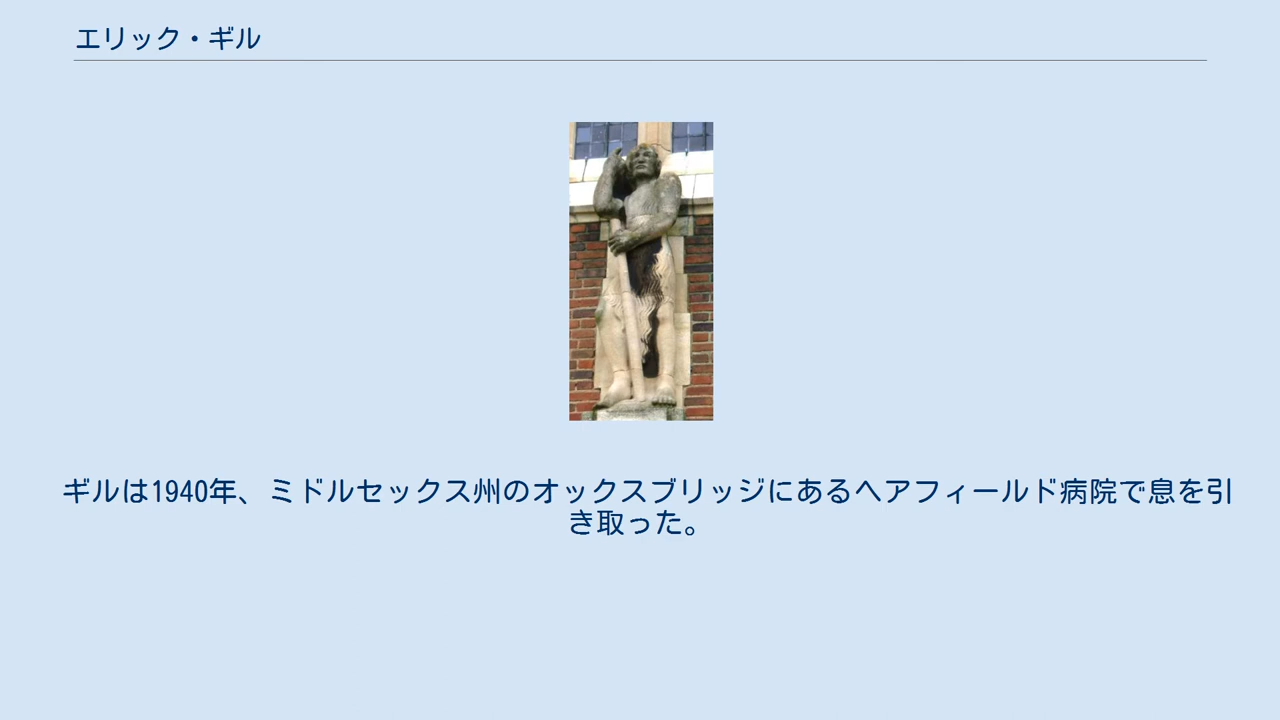 エリック・ギル
ギルは1940年、ミドルセックス州のオックスブリッジにあるヘアフィールド病院で息を引
き取った。